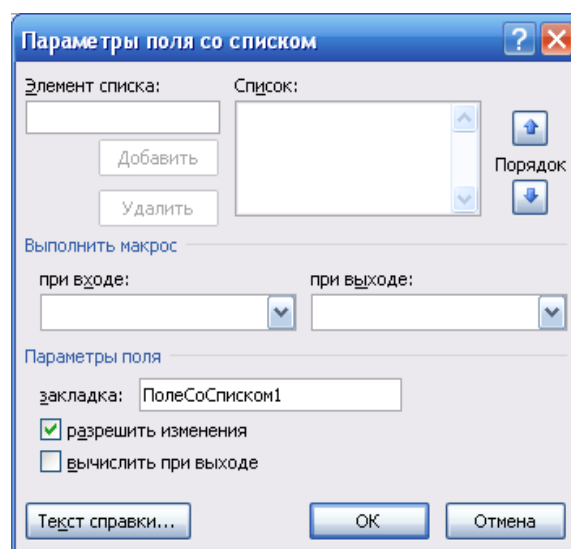 Параметры поля со списком
Элемент списка: Список:
Добавить
Порядок
Удалить
Выполнить макрос
при входе: при выходе:
Параметры поля
закладка: ПолеСоСписком1
разрешить изменения
вычислить при выходе
Текст справки... ОК Отмена